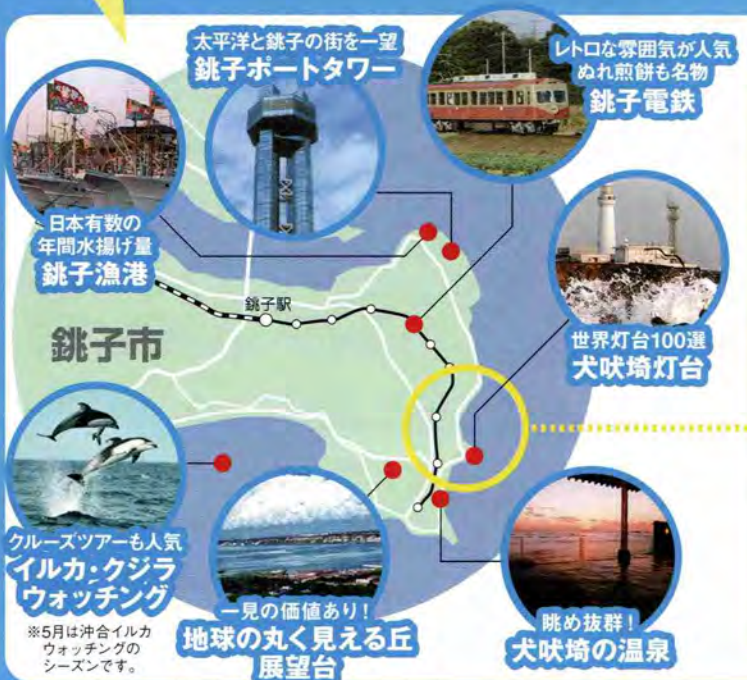 太平洋と銚子の街を一望
銚子ポートタワー
レトロな雰囲気が人気
ぬれ煎餅も名物
銚子電鉄
日本有数の
年間水揚げ量
銚子漁港
銚子駅
銚子市
世界灯台100選
犬吠埼灯台
クルーズツアーも人気
イルカ・クジラ
ウォッチング
※5月は沖合イルカ
ウォッチングの
シーズンです。
一見の価値あり!
地球の丸く見える丘
展望台
眺め抜群!
犬吠埼の温泉